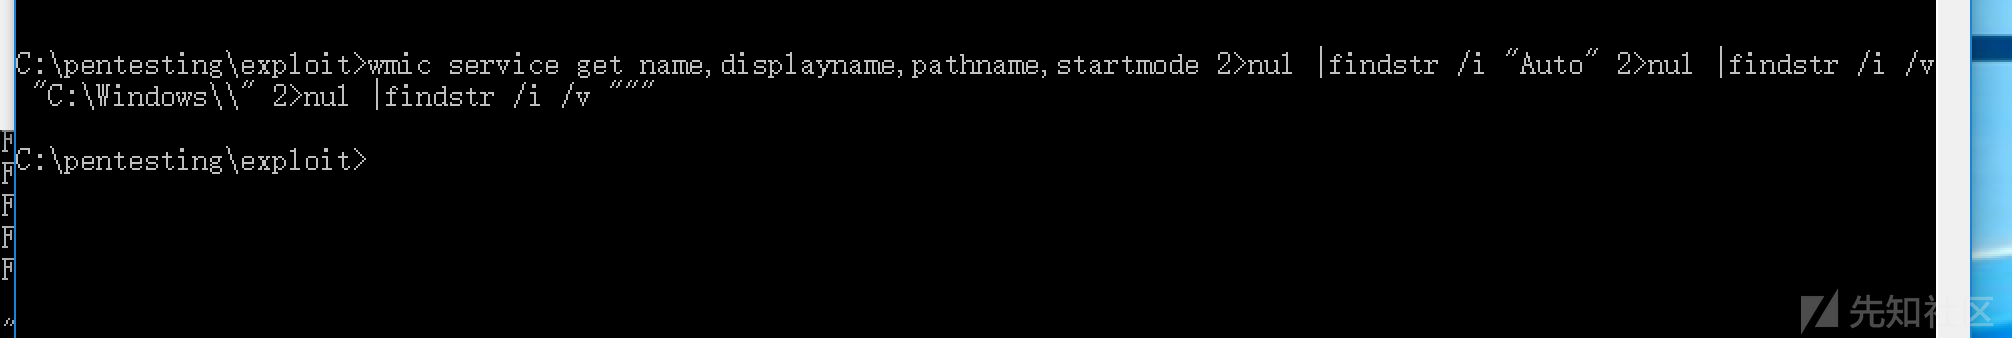 C:\pentesting\exploit>wmic service get name,displayname,pathname,startmode 2>nul |findstr /i "Auto" 2>nul |findstr /i /v
"C:\Windows\\" 2>nul |findstr /i /v """
C:\pentesting\exploit>
F
F
F
F
F
"
先知社区